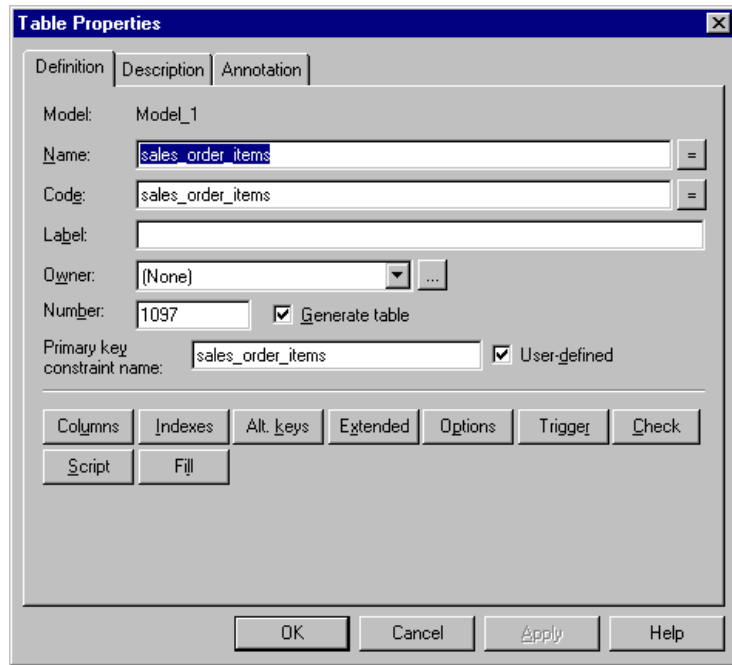 Table Properties
Definition Description Annotation
Model: Model_1
Name: sales_order_items =
Code: sales_order_items =
Label:
Owner: (None) ...
Number: 1097 Generate table
Primary key
constraint name: sales_order_items User-defined
Columns Indexes Alt. keys Extended Options Trigger Check
Script Fill
OK Cancel Apply Help